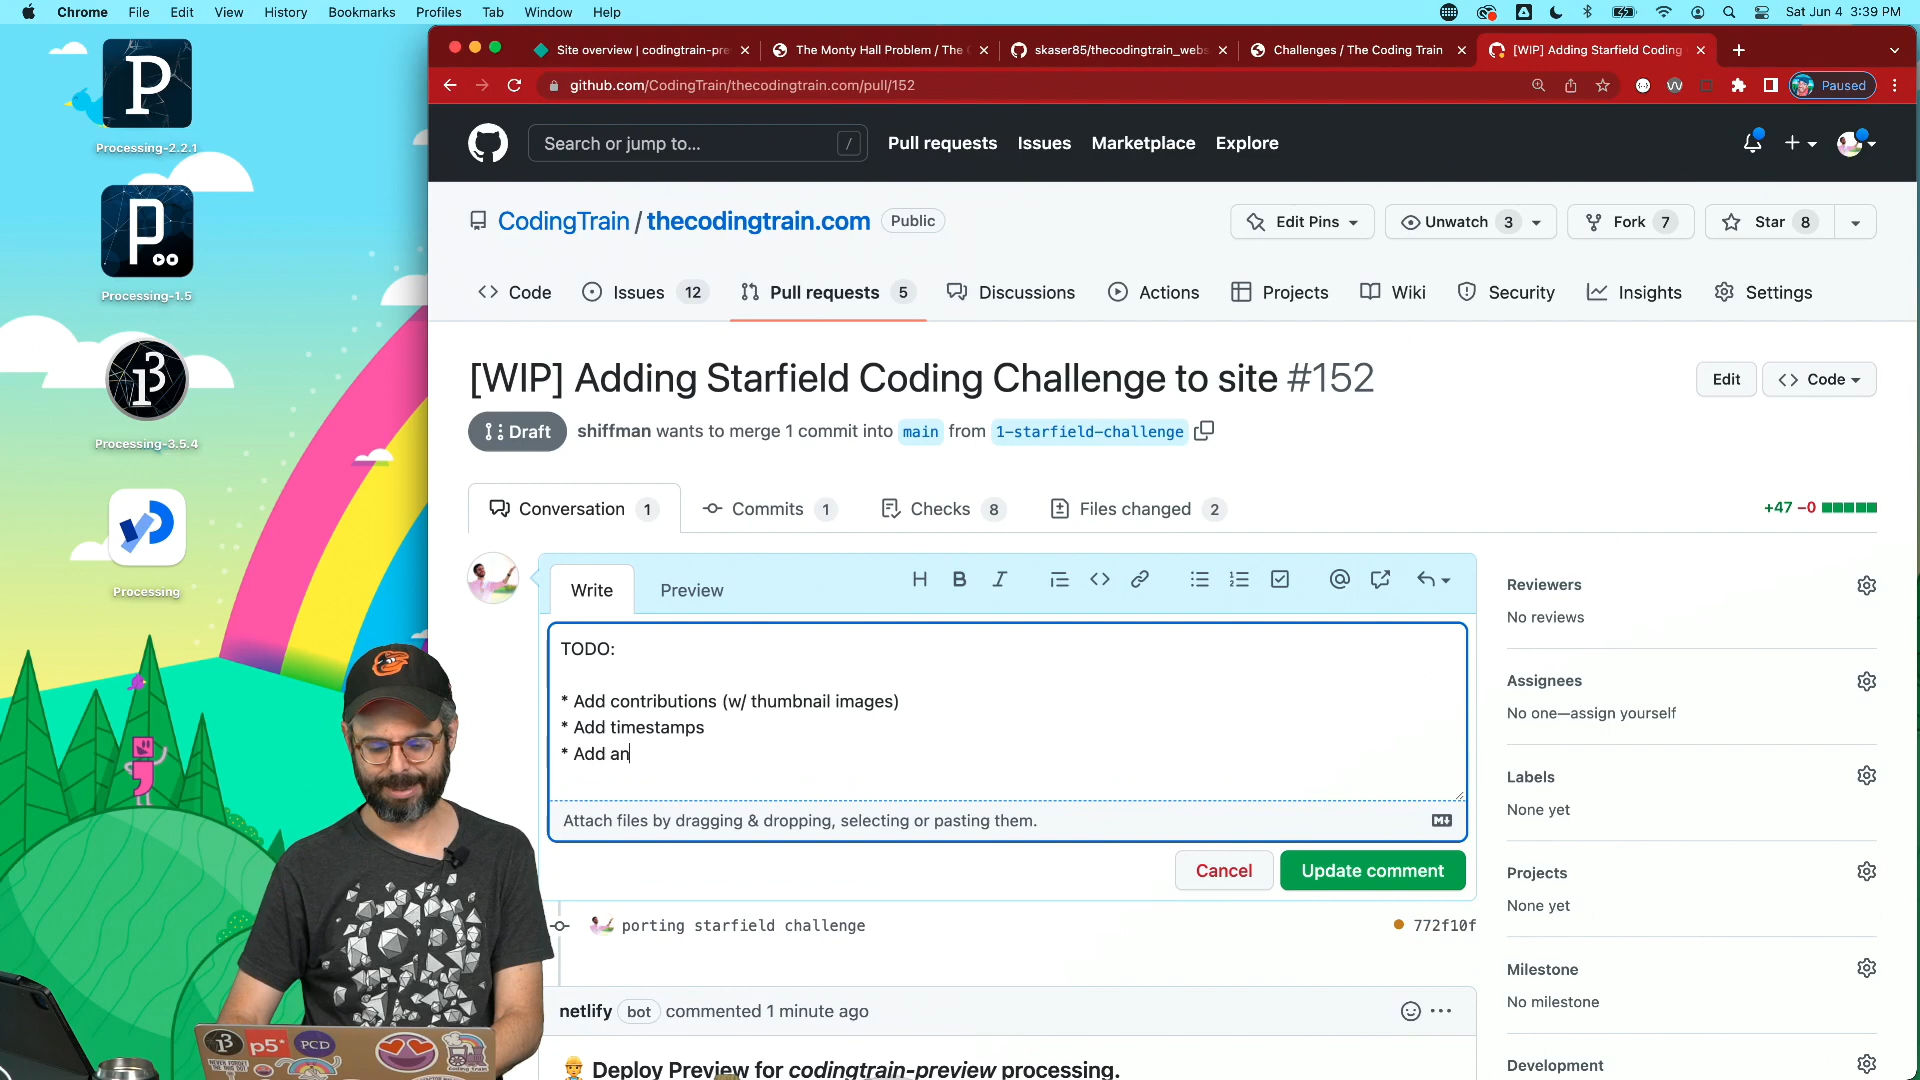 Chrome File Edit View History Bookmarks Profiles Tab Window Help Sat Jun 4 3:39 PM
Site overview | codingtrain-pre
The Monty Hall Problem / The
skaser85/thecodingtrain_webs
Challenges / The Coding Train
[WIP] Adding Starfield Coding
github.com/CodingTrain/thecodingtrain.com/pull/152
Paused
Search or jump to... /
Pull requests Issues Marketplace Explore
CodingTrain / thecodingtrain.com Public
Edit Pins Unwatch 3 Fork 7 Star 8
Code Issues 12 Pull requests 5 Discussions Actions Projects Wiki Security Insights Settings
[WIP] Adding Starfield Coding Challenge to site #152
Edit Code
Draft shiffman wants to merge 1 commit into main from 1-starfield-challenge
Conversation 1 Commits 1 Checks 8 Files changed 2
+47 −0
Write Preview
TODO:
* Add contributions (w/ thumbnail images)
* Add timestamps
* Add an
Attach files by dragging & dropping, selecting or pasting them.
Cancel Update comment
porting starfield challenge 772f10f
netlify bot commented 1 minute ago
Deploy Preview for codingtrain-preview processing.
Reviewers
No reviews
Assignees
No one—assign yourself
Labels
None yet
Projects
None yet
Milestone
No milestone
Development
Processing-2.2.1
Processing-1.5
Processing-3.5.4
Processing
p5*
PCD